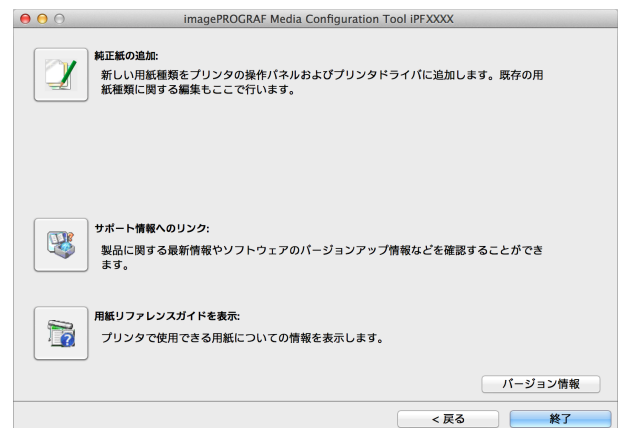 imagePROGRAF Media Configuration Tool iPFXXXX
純正紙の追加:
新しい用紙種類をプリンタの操作パネルおよびプリンタドライバに追加します。既存の用
紙種類に関する編集もここで行います。
サポート情報へのリンク:
製品に関する最新情報やソフトウェアのバージョンアップ情報などを確認することができ
ます。
用紙リファレンスガイドを表示:
プリンタで使用できる用紙についての情報を表示します。
バージョン情報
< 戻る
終了